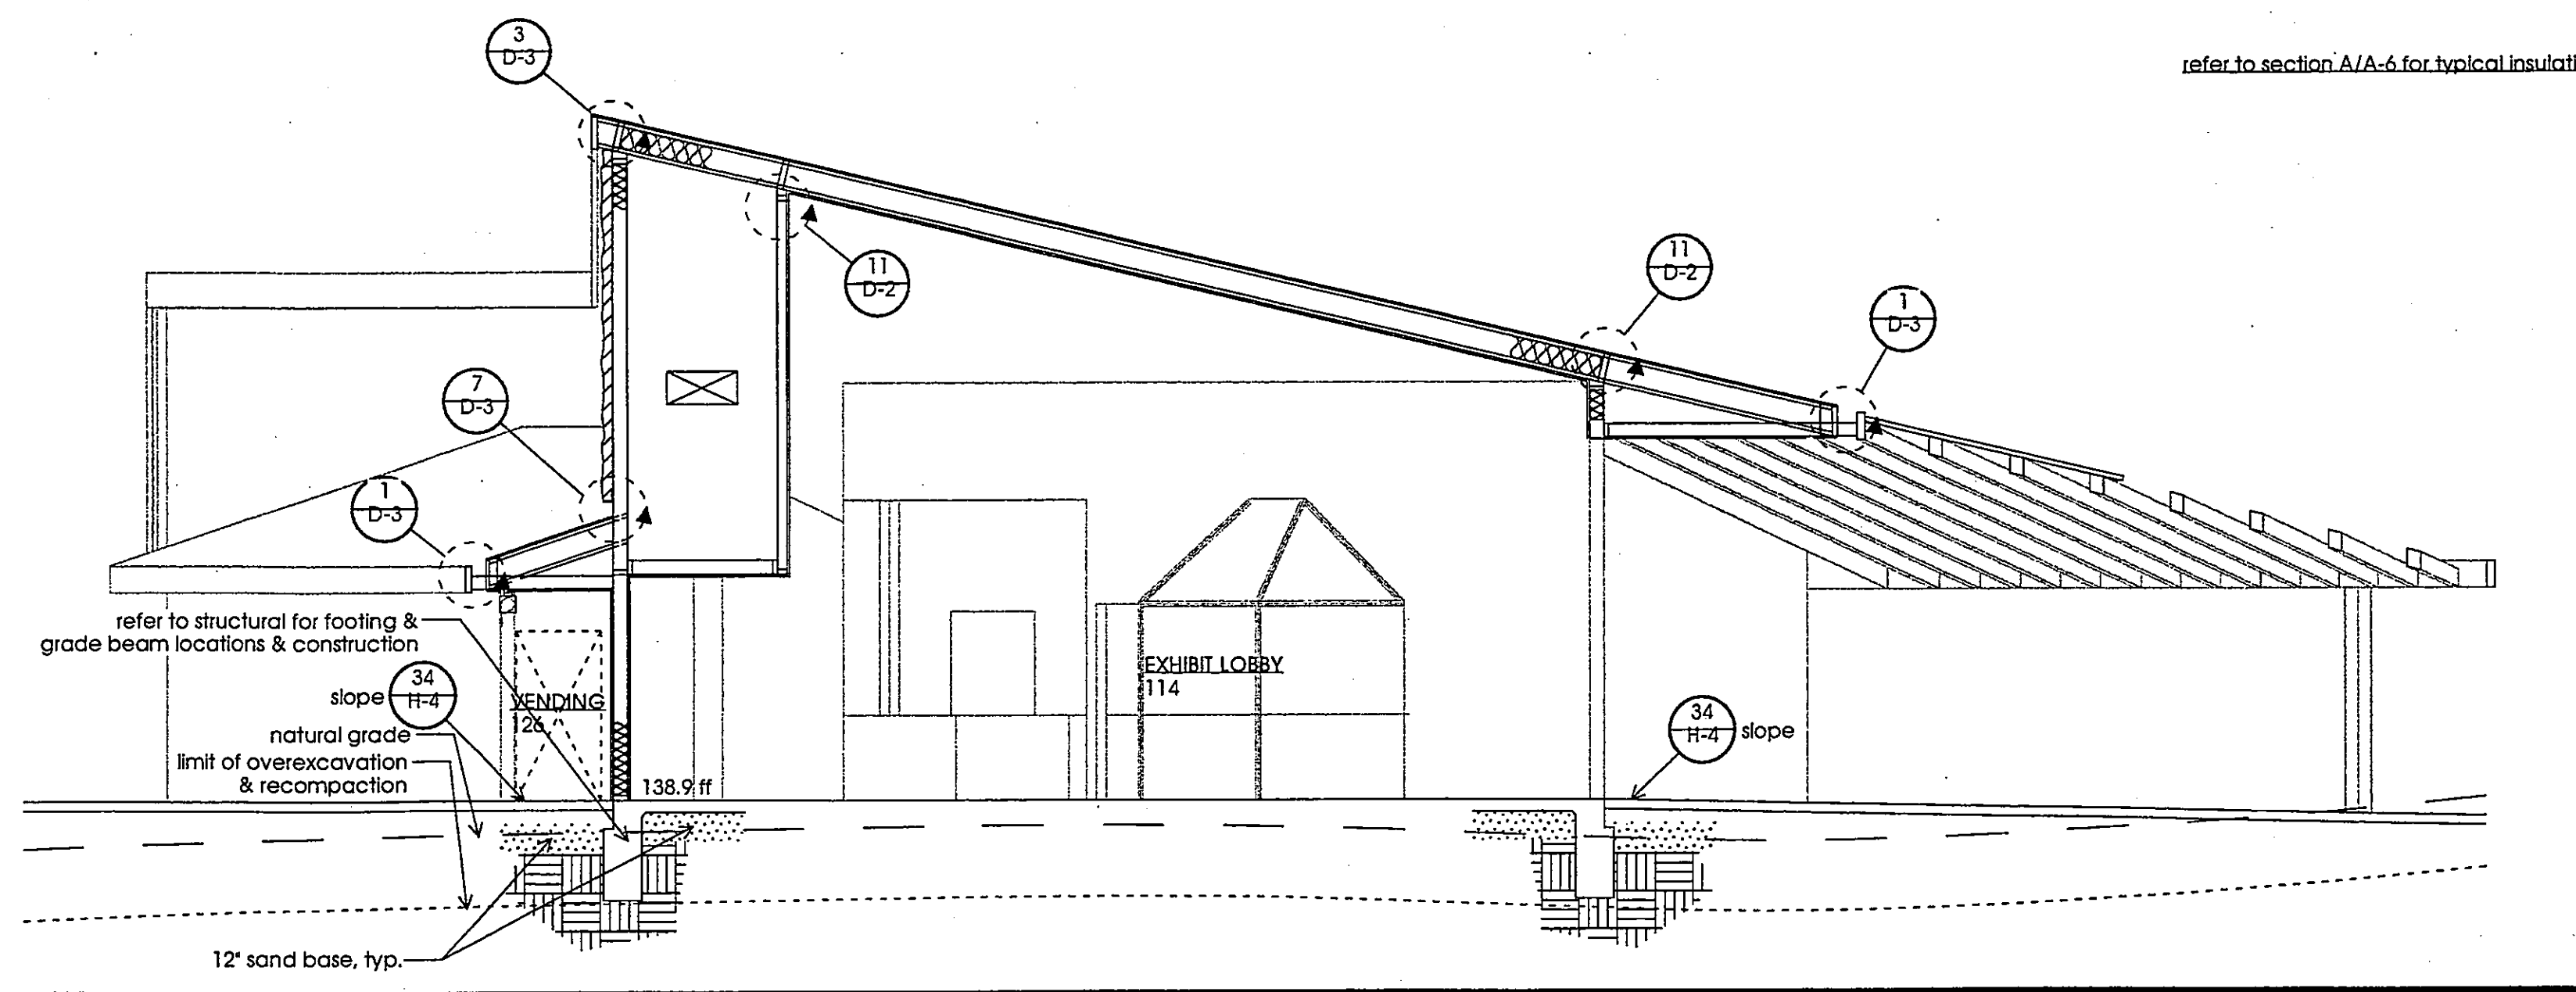 3
D-3
refer to section A/A-6 for typical insulati
11
D-2
11
D-2
1
D-3
7
D-3
1
D-3
refer to structural for footing &
grade beam locations & construction
34
H-4
slope
VENDING
126
EXHIBIT LOBBY
114
34
H-4
slope
natural grade
limit of overexcavation
& recompaction
138.9 ff
12" sand base, typ.